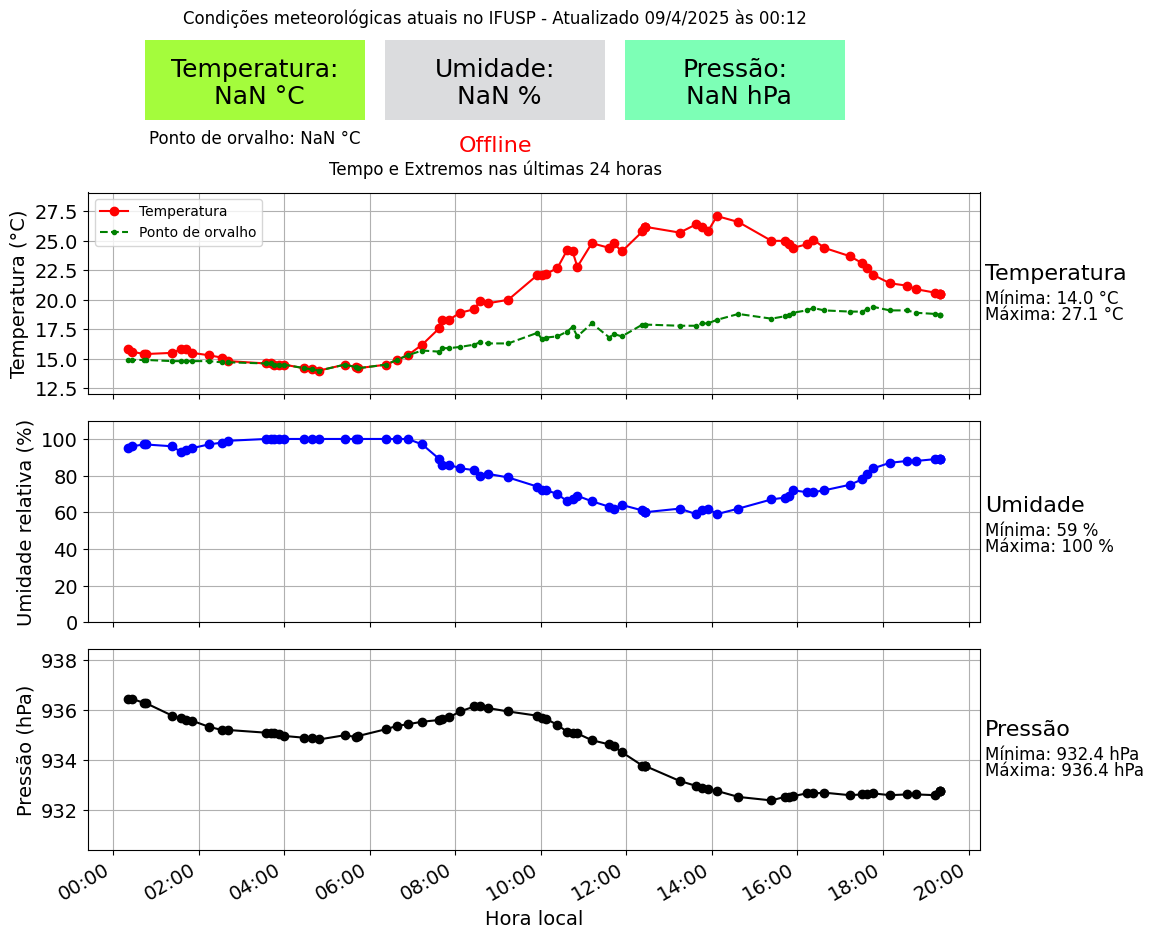 Condições meteorológicas atuais no IFUSP - Atualizado 09/4/2025 às 00:12
Temperatura:
NaN °C
Umidade:
NaN %
Pressão:
NaN hPa
Ponto de orvalho: NaN °C
Offline
Tempo e Extremos nas últimas 24 horas
Temperatura (°C)
27.5
25.0
22.5
20.0
17.5
15.0
12.5
Temperatura
Ponto de orvalho
Temperatura
Mínima: 14.0 °C
Máxima: 27.1 °C
Umidade relativa (%)
100
80
60
40
20
0
Umidade
Mínima: 59 %
Máxima: 100 %
Pressão (hPa)
938
936
934
932
Pressão
Mínima: 932.4 hPa
Máxima: 936.4 hPa
00:00
02:00
04:00
06:00
08:00
10:00
12:00
14:00
16:00
18:00
20:00
Hora local